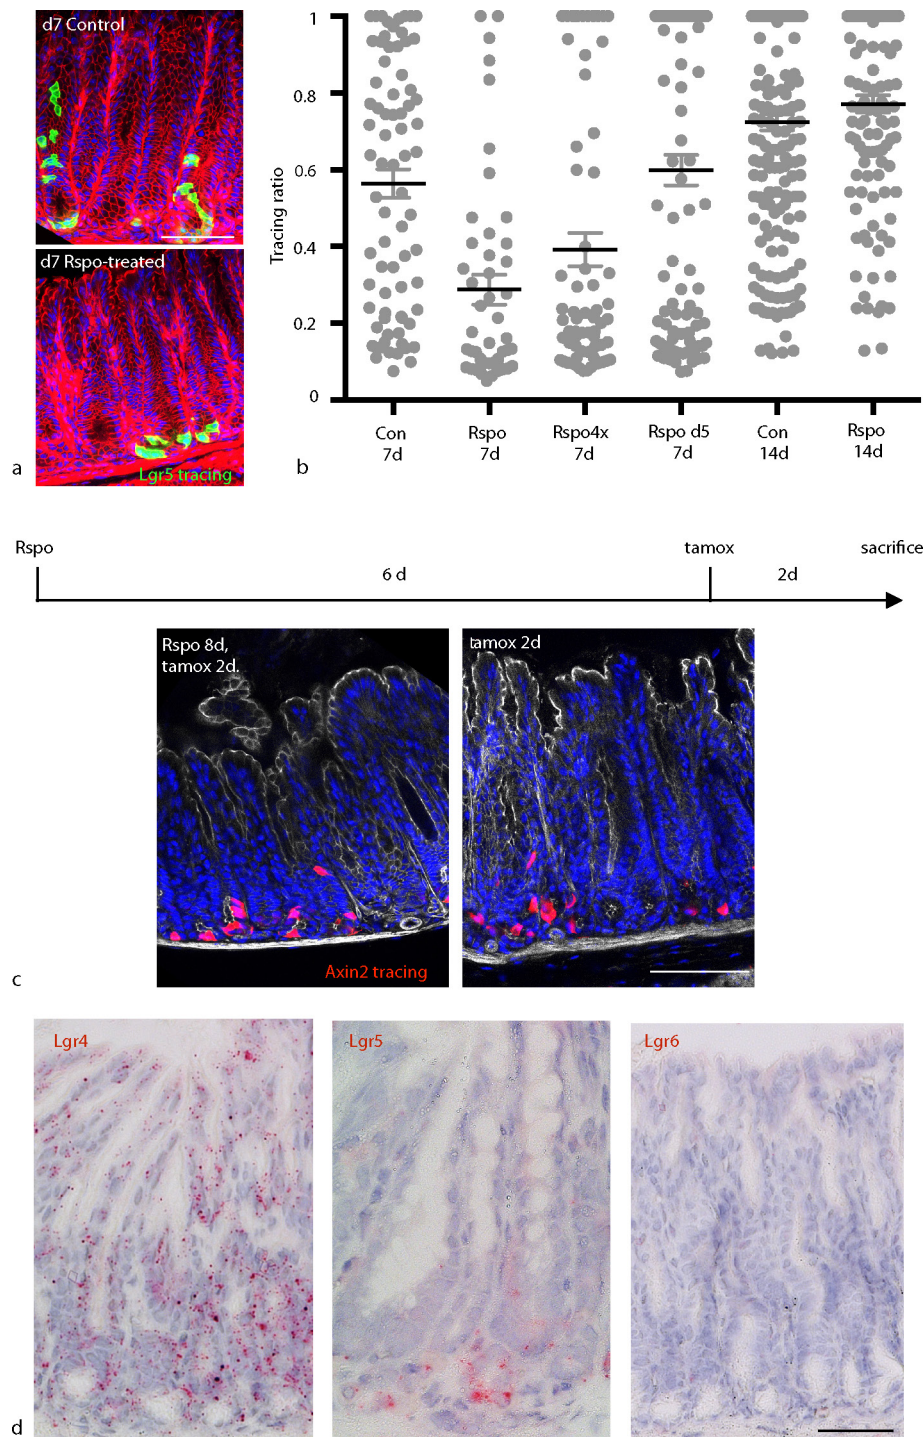 d7 Control
d7 Rspo-treated
Lgr5 tracing
a
Tracing ratio
1
0.8
0.6
0.4
0.2
0
Con
7d
Rspo
7d
Rspo4x
7d
Rspo d5
7d
Con
14d
Rspo
14d
b
Rspo
tamox
sacrifice
6 d
2d
Rspo 8d,
tamox 2d.
Axin2 tracing
tamox 2d
c
Lgr4
Lgr5
Lgr6
d